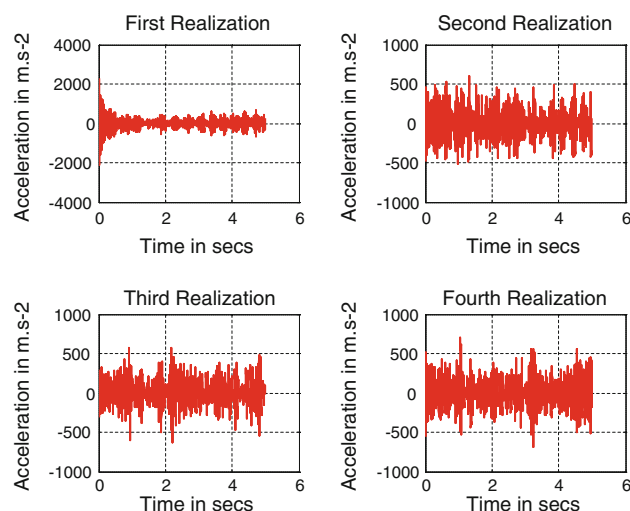 First Realization
Acceleration in m.s-2
4000
2000
0
-2000
-4000
0 2 4 6
Time in secs
Second Realization
Acceleration in m.s-2
1000
500
0
-500
-1000
0 2 4 6
Time in secs
Third Realization
Acceleration in m.s-2
1000
500
0
-500
-1000
0 2 4 6
Time in secs
Fourth Realization
Acceleration in m.s-2
1000
500
0
-500
-1000
0 2 4 6
Time in secs